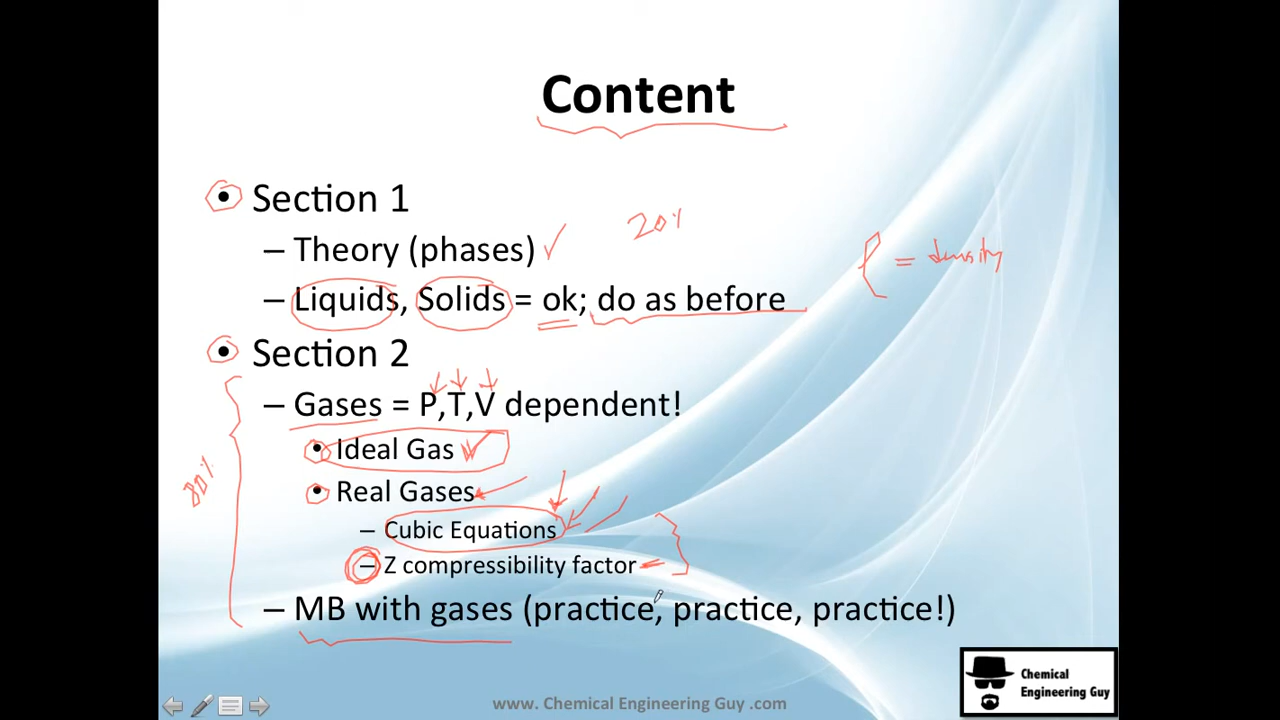 Content
• Section 1
– Theory (phases) 20%
– Liquids, Solids = ok; do as before
ρ = density
• Section 2
– Gases = P,T,V dependent!
• Ideal Gas
• Real Gases
80%
– Cubic Equations
– Z compressibility factor
– MB with gases (practice, practice, practice!)
Chemical
Engineering Guy
www. Chemical Engineering Guy .com